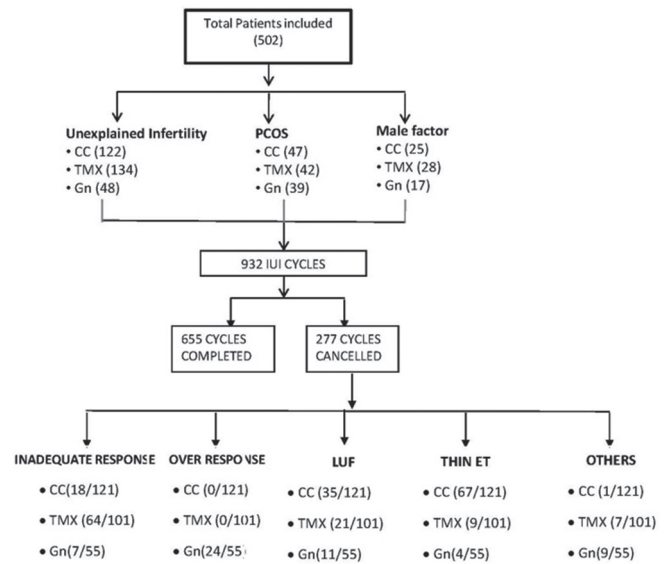 Total Patients included
(502)
Unexplained Infertility
• CC (122)
• TMX (134)
• Gn (48)
PCOS
• CC (47)
• TMX (42)
• Gn (39)
Male factor
• CC (25)
• TMX (28)
• Gn (17)
932 IUI CYCLES
655 CYCLES
COMPLETED
277 CYCLES
CANCELLED
INADEQUATE RESPONSE
• CC(18/121)
• TMX (64/101)
• Gn(7/55)
OVER RESPONSE
• CC (0/121)
• TMX (0/101)
• Gn(24/55)
LUF
• CC (35/121)
• TMX (21/101)
• Gn(11/55)
THIN ET
• CC (67/121)
• TMX (9/101)
• Gn(4/55)
OTHERS
• CC (1/121)
• TMX (7/101)
• Gn(9/55)